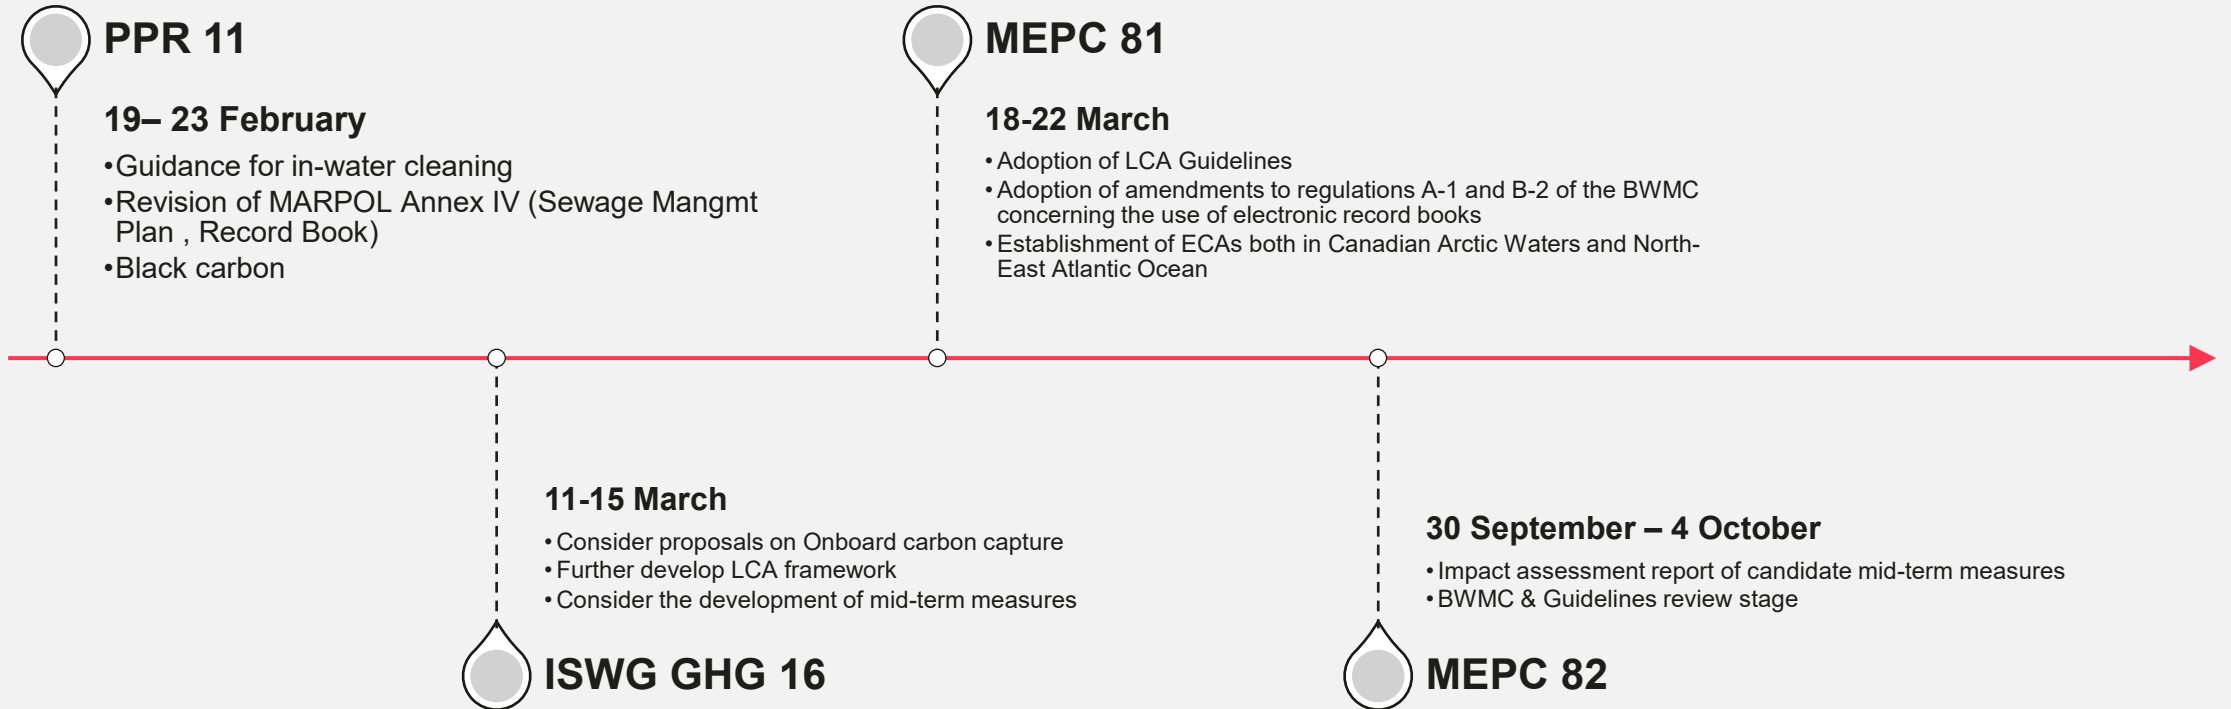 PPR 11
19– 23 February
•Guidance for in-water cleaning
•Revision of MARPOL Annex IV (Sewage Mangmt
Plan , Record Book)
•Black carbon
MEPC 81
18-22 March
•Adoption of LCA Guidelines
•Adoption of amendments to regulations A-1 and B-2 of the BWMC
concerning the use of electronic record books
•Establishment of ECAs both in Canadian Arctic Waters and North-
East Atlantic Ocean
11-15 March
•Consider proposals on Onboard carbon capture
•Further develop LCA framework
•Consider the development of mid-term measures
ISWG GHG 16
30 September – 4 October
•Impact assessment report of candidate mid-term measures
•BWMC & Guidelines review stage
MEPC 82